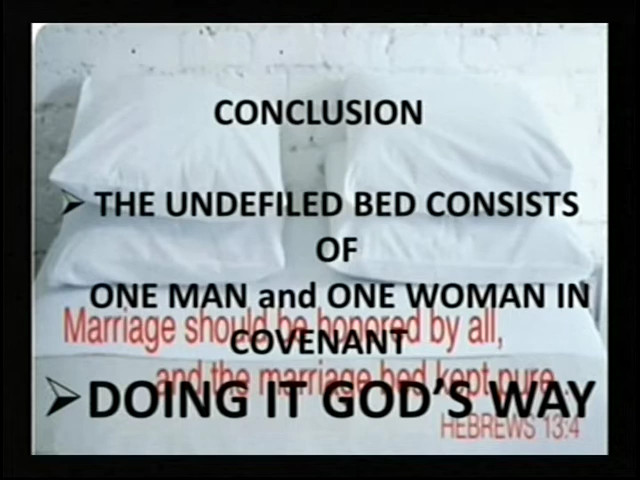 CONCLUSION
➢ THE UNDEFILED BED CONSISTS
OF
ONE MAN and ONE WOMAN IN
Marriage should be honored by all,
COVENANT
and the marriage bed kept pure
➢ DOING IT GOD'S WAY
HEBREWS 13:4